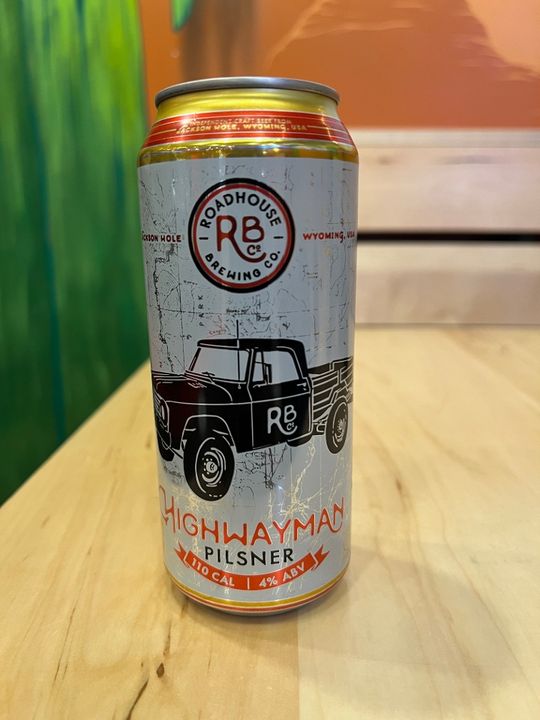 INDEPENDENT CRAFT BEER FROM
JACKSON HOLE, WYOMING, USA
ROADHOUSE
RB
Co
BREWING CO.
JACKSON HOLE
WYOMING, USA
PARK
RB
Co
HIGHWAYMAN
PILSNER
110 CAL | 4% ABV